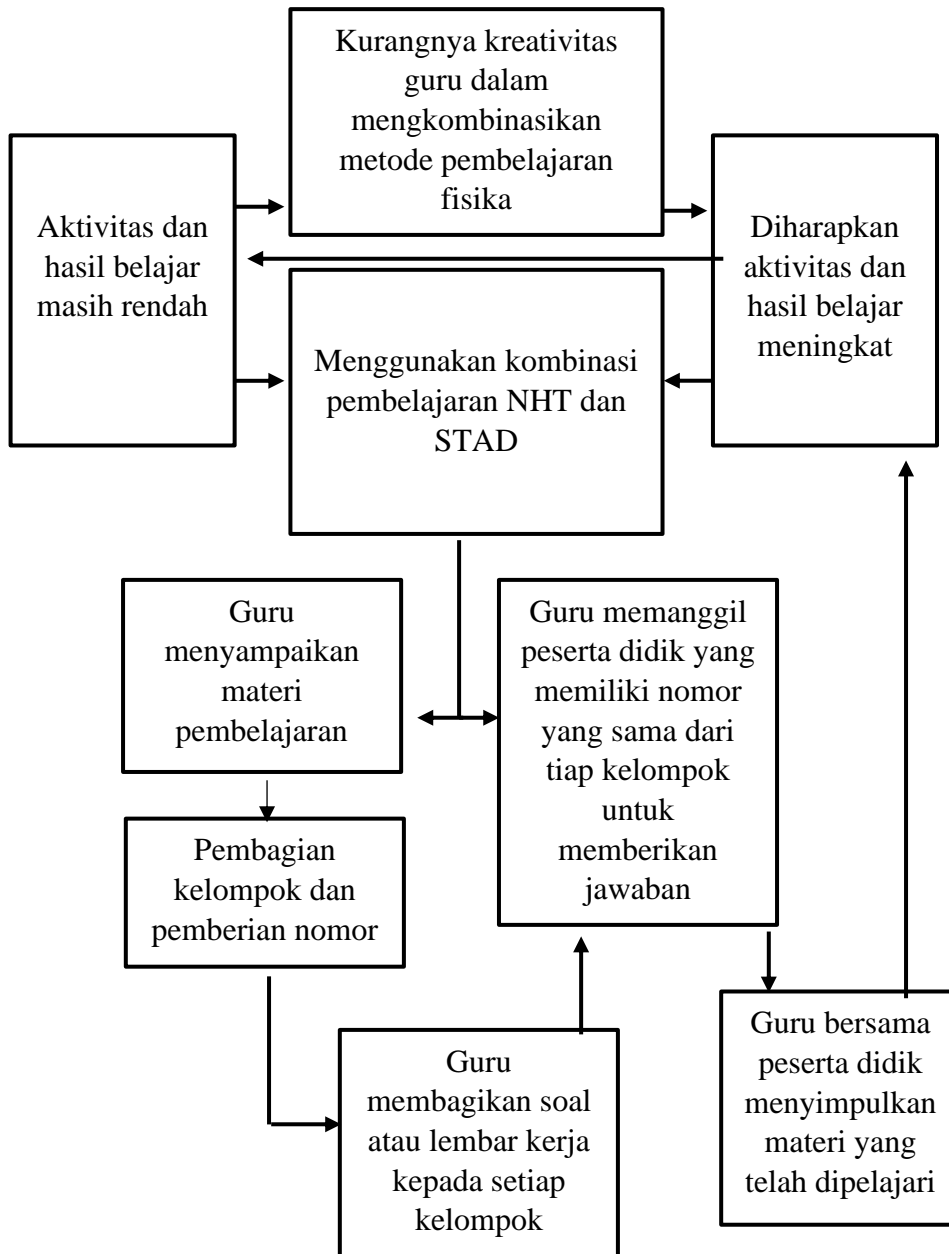 Kurangnya kreativitas
guru dalam
mengkombinasikan
metode pembelajaran
fisika
Aktivitas dan
hasil belajar
masih rendah
Diharapkan
aktivitas dan
hasil belajar
meningkat
Menggunakan kombinasi
pembelajaran NHT dan
STAD
Guru
menyampaikan
materi
pembelajaran
Guru memanggil
peserta didik yang
memiliki nomor
yang sama dari
tiap kelompok
untuk
memberikan
jawaban
Pembagian
kelompok dan
pemberian nomor
Guru
membagikan soal
atau lembar kerja
kepada setiap
kelompok
Guru bersama
peserta didik
menyimpulkan
materi yang
telah dipelajari